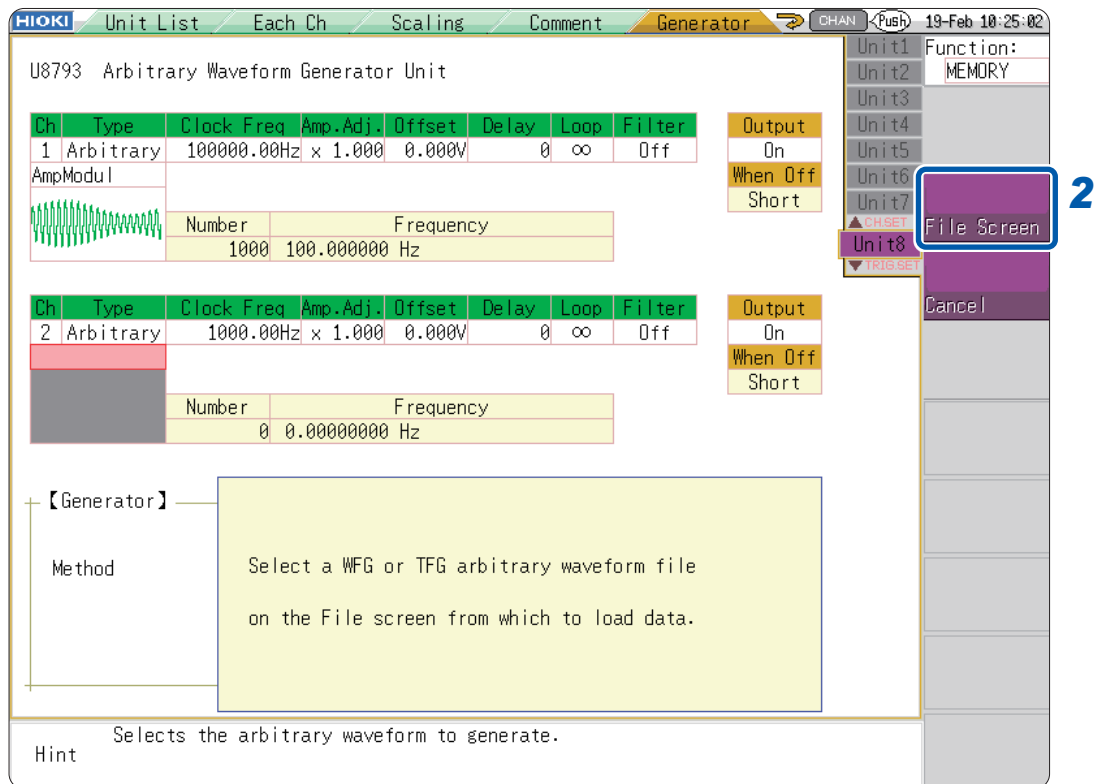 HIOKI Unit List Each Ch Scaling Comment Generator CHAN Push 19-Feb 10:25:02
Unit1 Function:
U8793 Arbitrary Waveform Generator Unit Unit2 MEMORY
Unit3
Ch Type Clock Freq Amp.Adj. Offset Delay Loop Filter Output Unit4
1 Arbitrary 100000.00Hz x 1.000 0.000V 0 ∞ Off On Unit5
AmpModul When Off Unit6
Short Unit7 2
Number Frequency ▲CH.SET File Screen
1000 100.000000 Hz Unit8
▼TRIG.SET
Ch Type Clock Freq Amp.Adj. Offset Delay Loop Filter Output Cancel
2 Arbitrary 1000.00Hz x 1.000 0.000V 0 ∞ Off On
When Off
Short
Number Frequency
0 0.00000000 Hz
【Generator】
Method Select a WFG or TFG arbitrary waveform file
on the File screen from which to load data.
Selects the arbitrary waveform to generate.
Hint